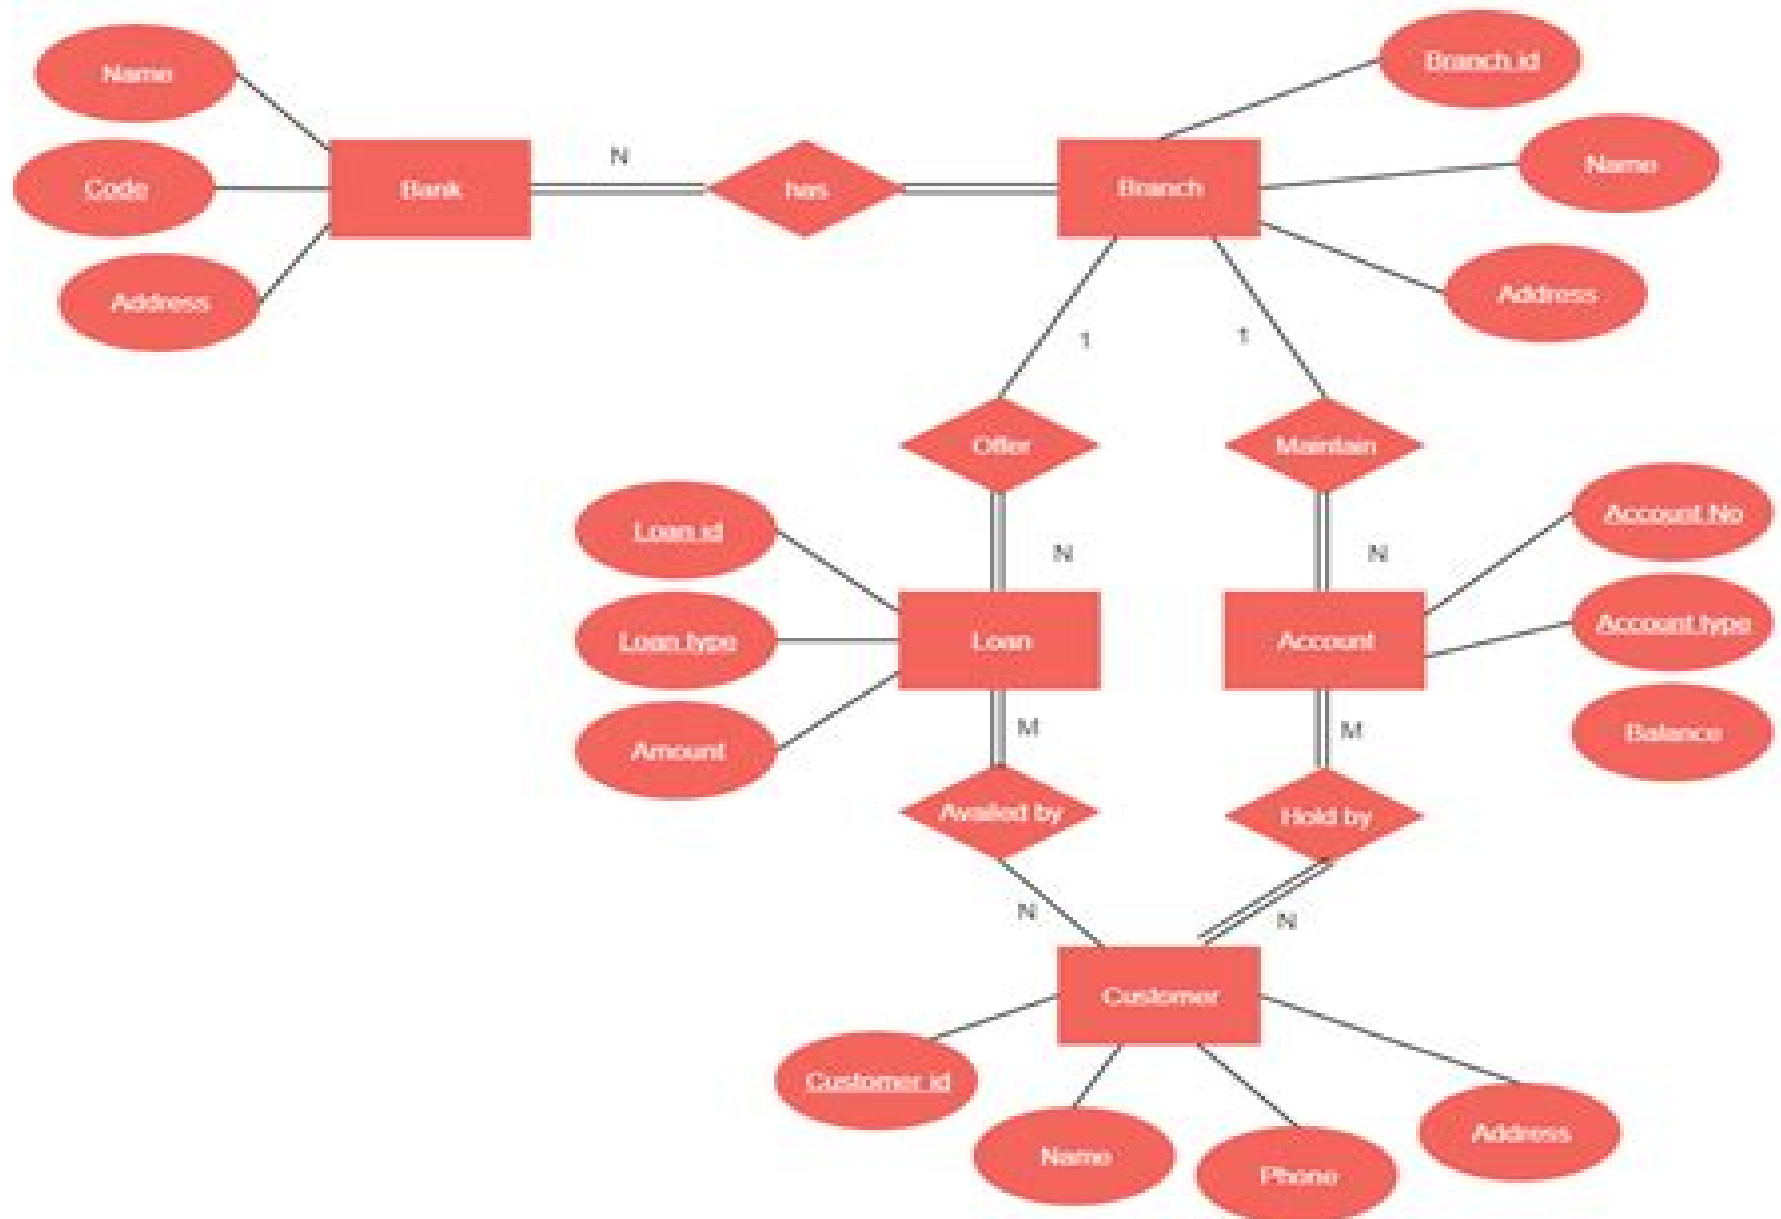 Name
Branch id
N
Code
Bank
has
Branch
Name
Address
Address
1
1
Offer
Maintain
Loan id
Account No
N
N
Loan type
Loan
Account
Account type
Amount
M
M
Balance
Availed by
Hold by
N
N
Customer
Customer id
Name
Phone
Address